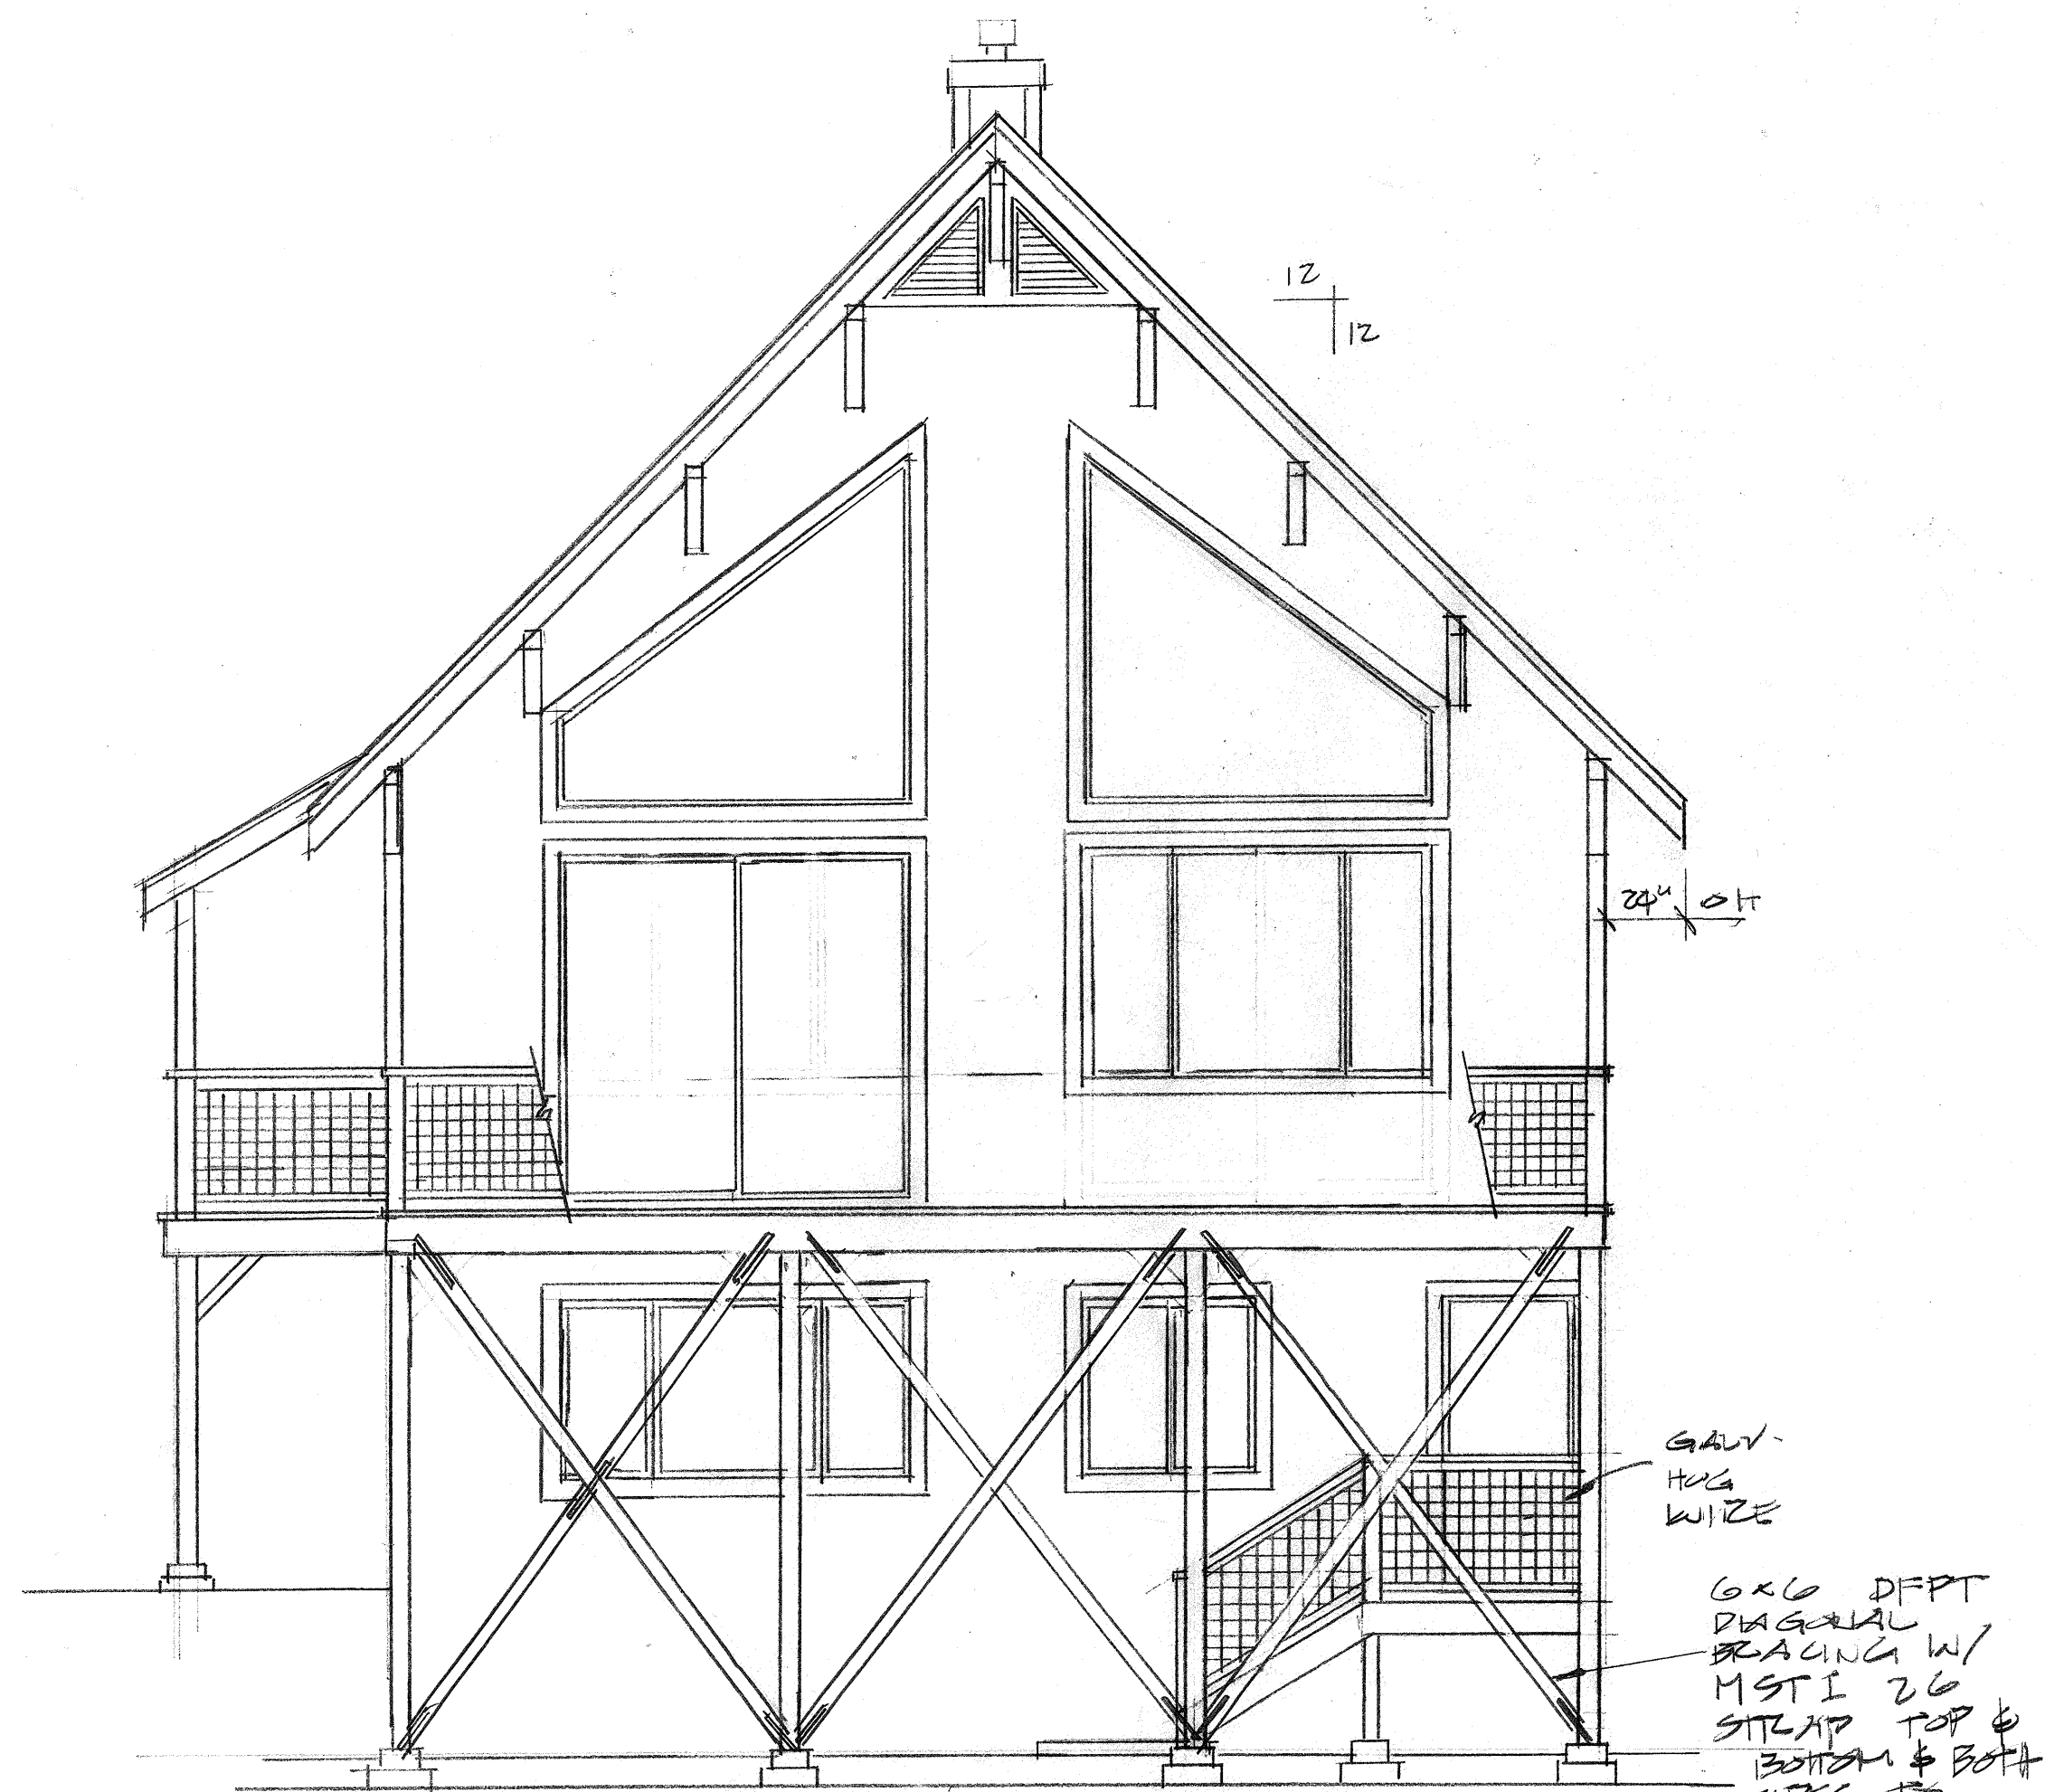 12
12
24" OH
GALV.
HOG
WIRE
6x6 DFPT
DIAGONAL
BRACING W/
MSTI 26
STRAP TOP &
BOTTOM & BOTH